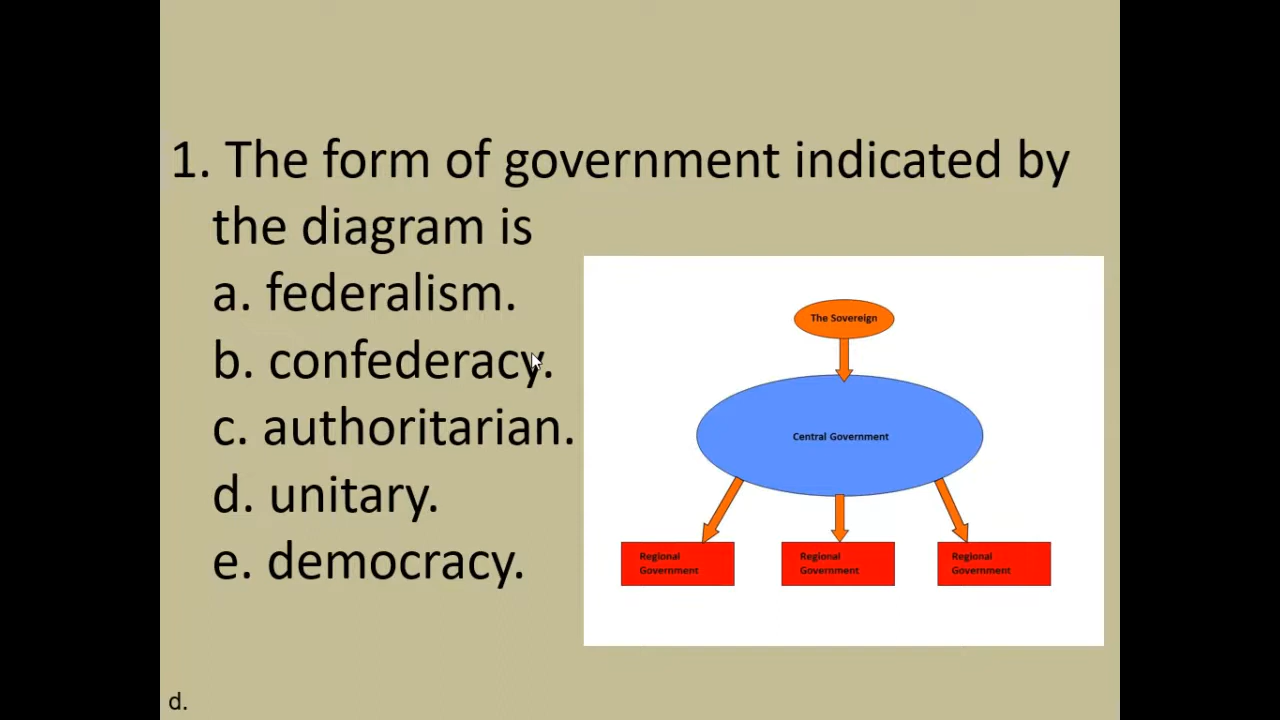 1. The form of government indicated by
the diagram is
a. federalism.
b. confederacy.
c. authoritarian.
d. unitary.
e. democracy.
The Sovereign
Central Government
Regional
Government
Regional
Government
Regional
Government
d.